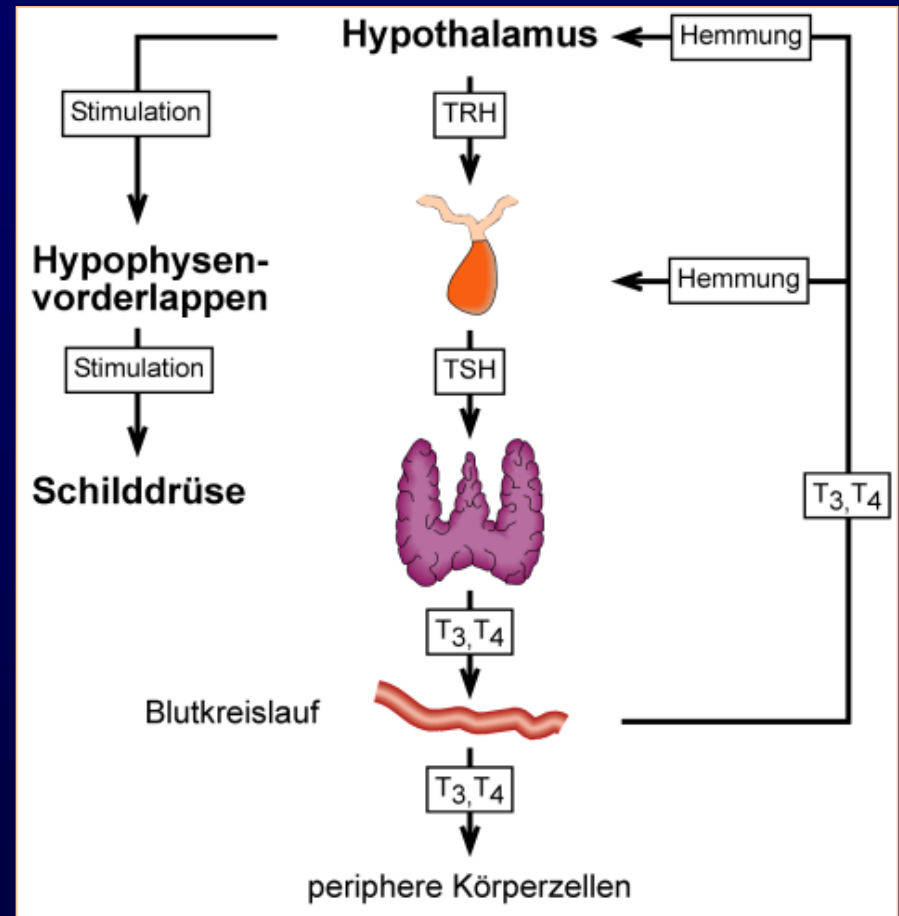 Hypothalamus
Hemmung
Stimulation
TRH
Hypophysen-
vorderlappen
Hemmung
Stimulation
TSH
Schilddrüse
T3,T4
T3,T4
Blutkreislauf
T3,T4
periphere Körperzellen